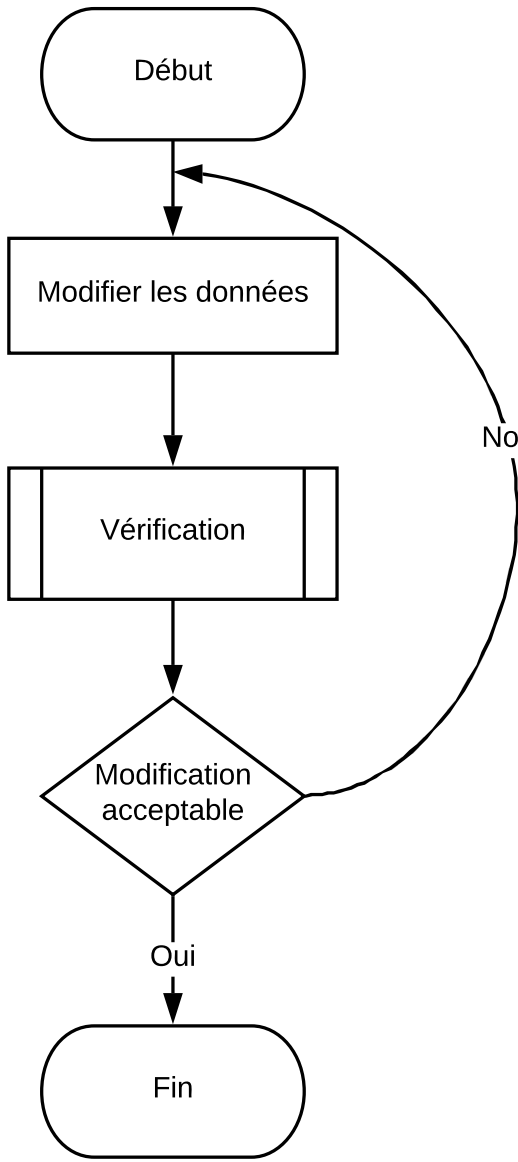 Début
Modifier les données
No
Vérification
Modification
acceptable
Oui
Fin